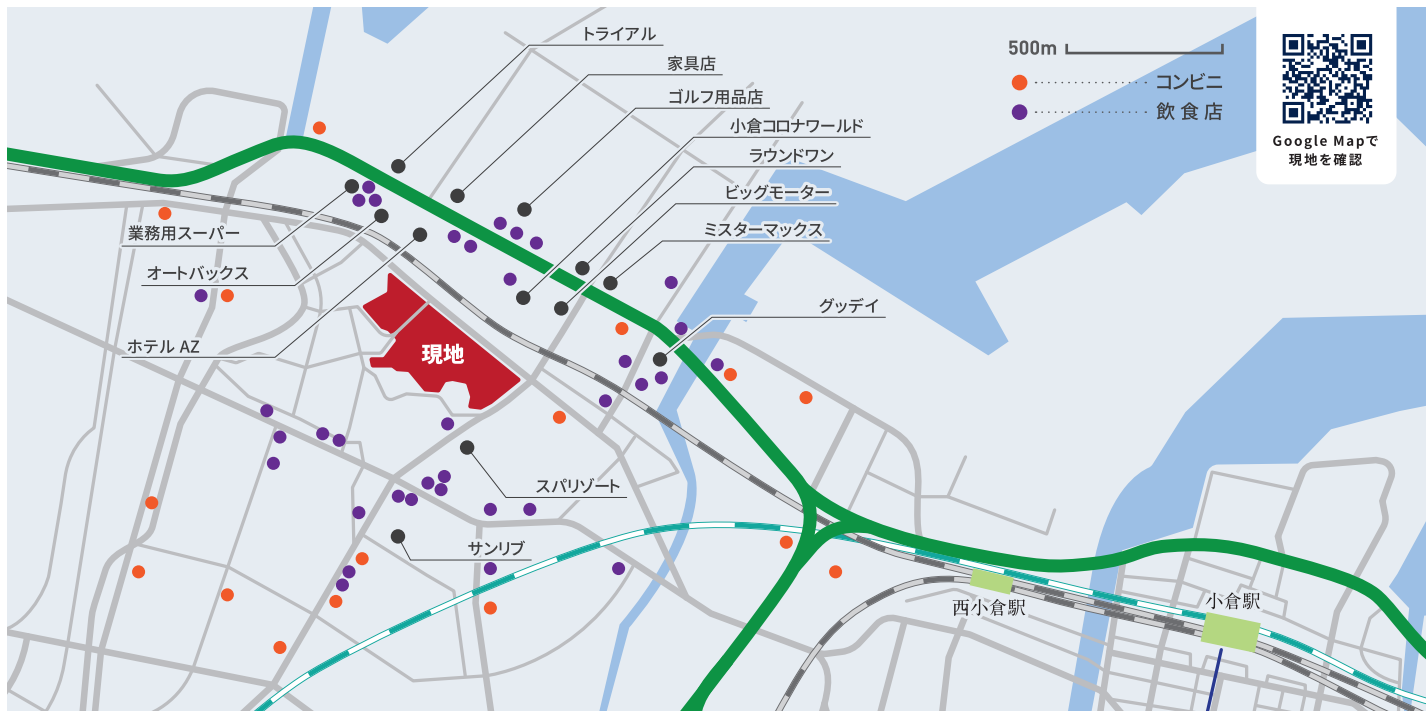 トライアル
家具店
ゴルフ用品店
小倉コロナワールド
ラウンドワン
ビッグモーター
ミスターマックス
グッデイ
500m
コンビニ
飲食店
Google Mapで
現地を確認
業務用スーパー
オートバックス
ホテル AZ
現地
スパリゾート
サンリブ
西小倉駅
小倉駅